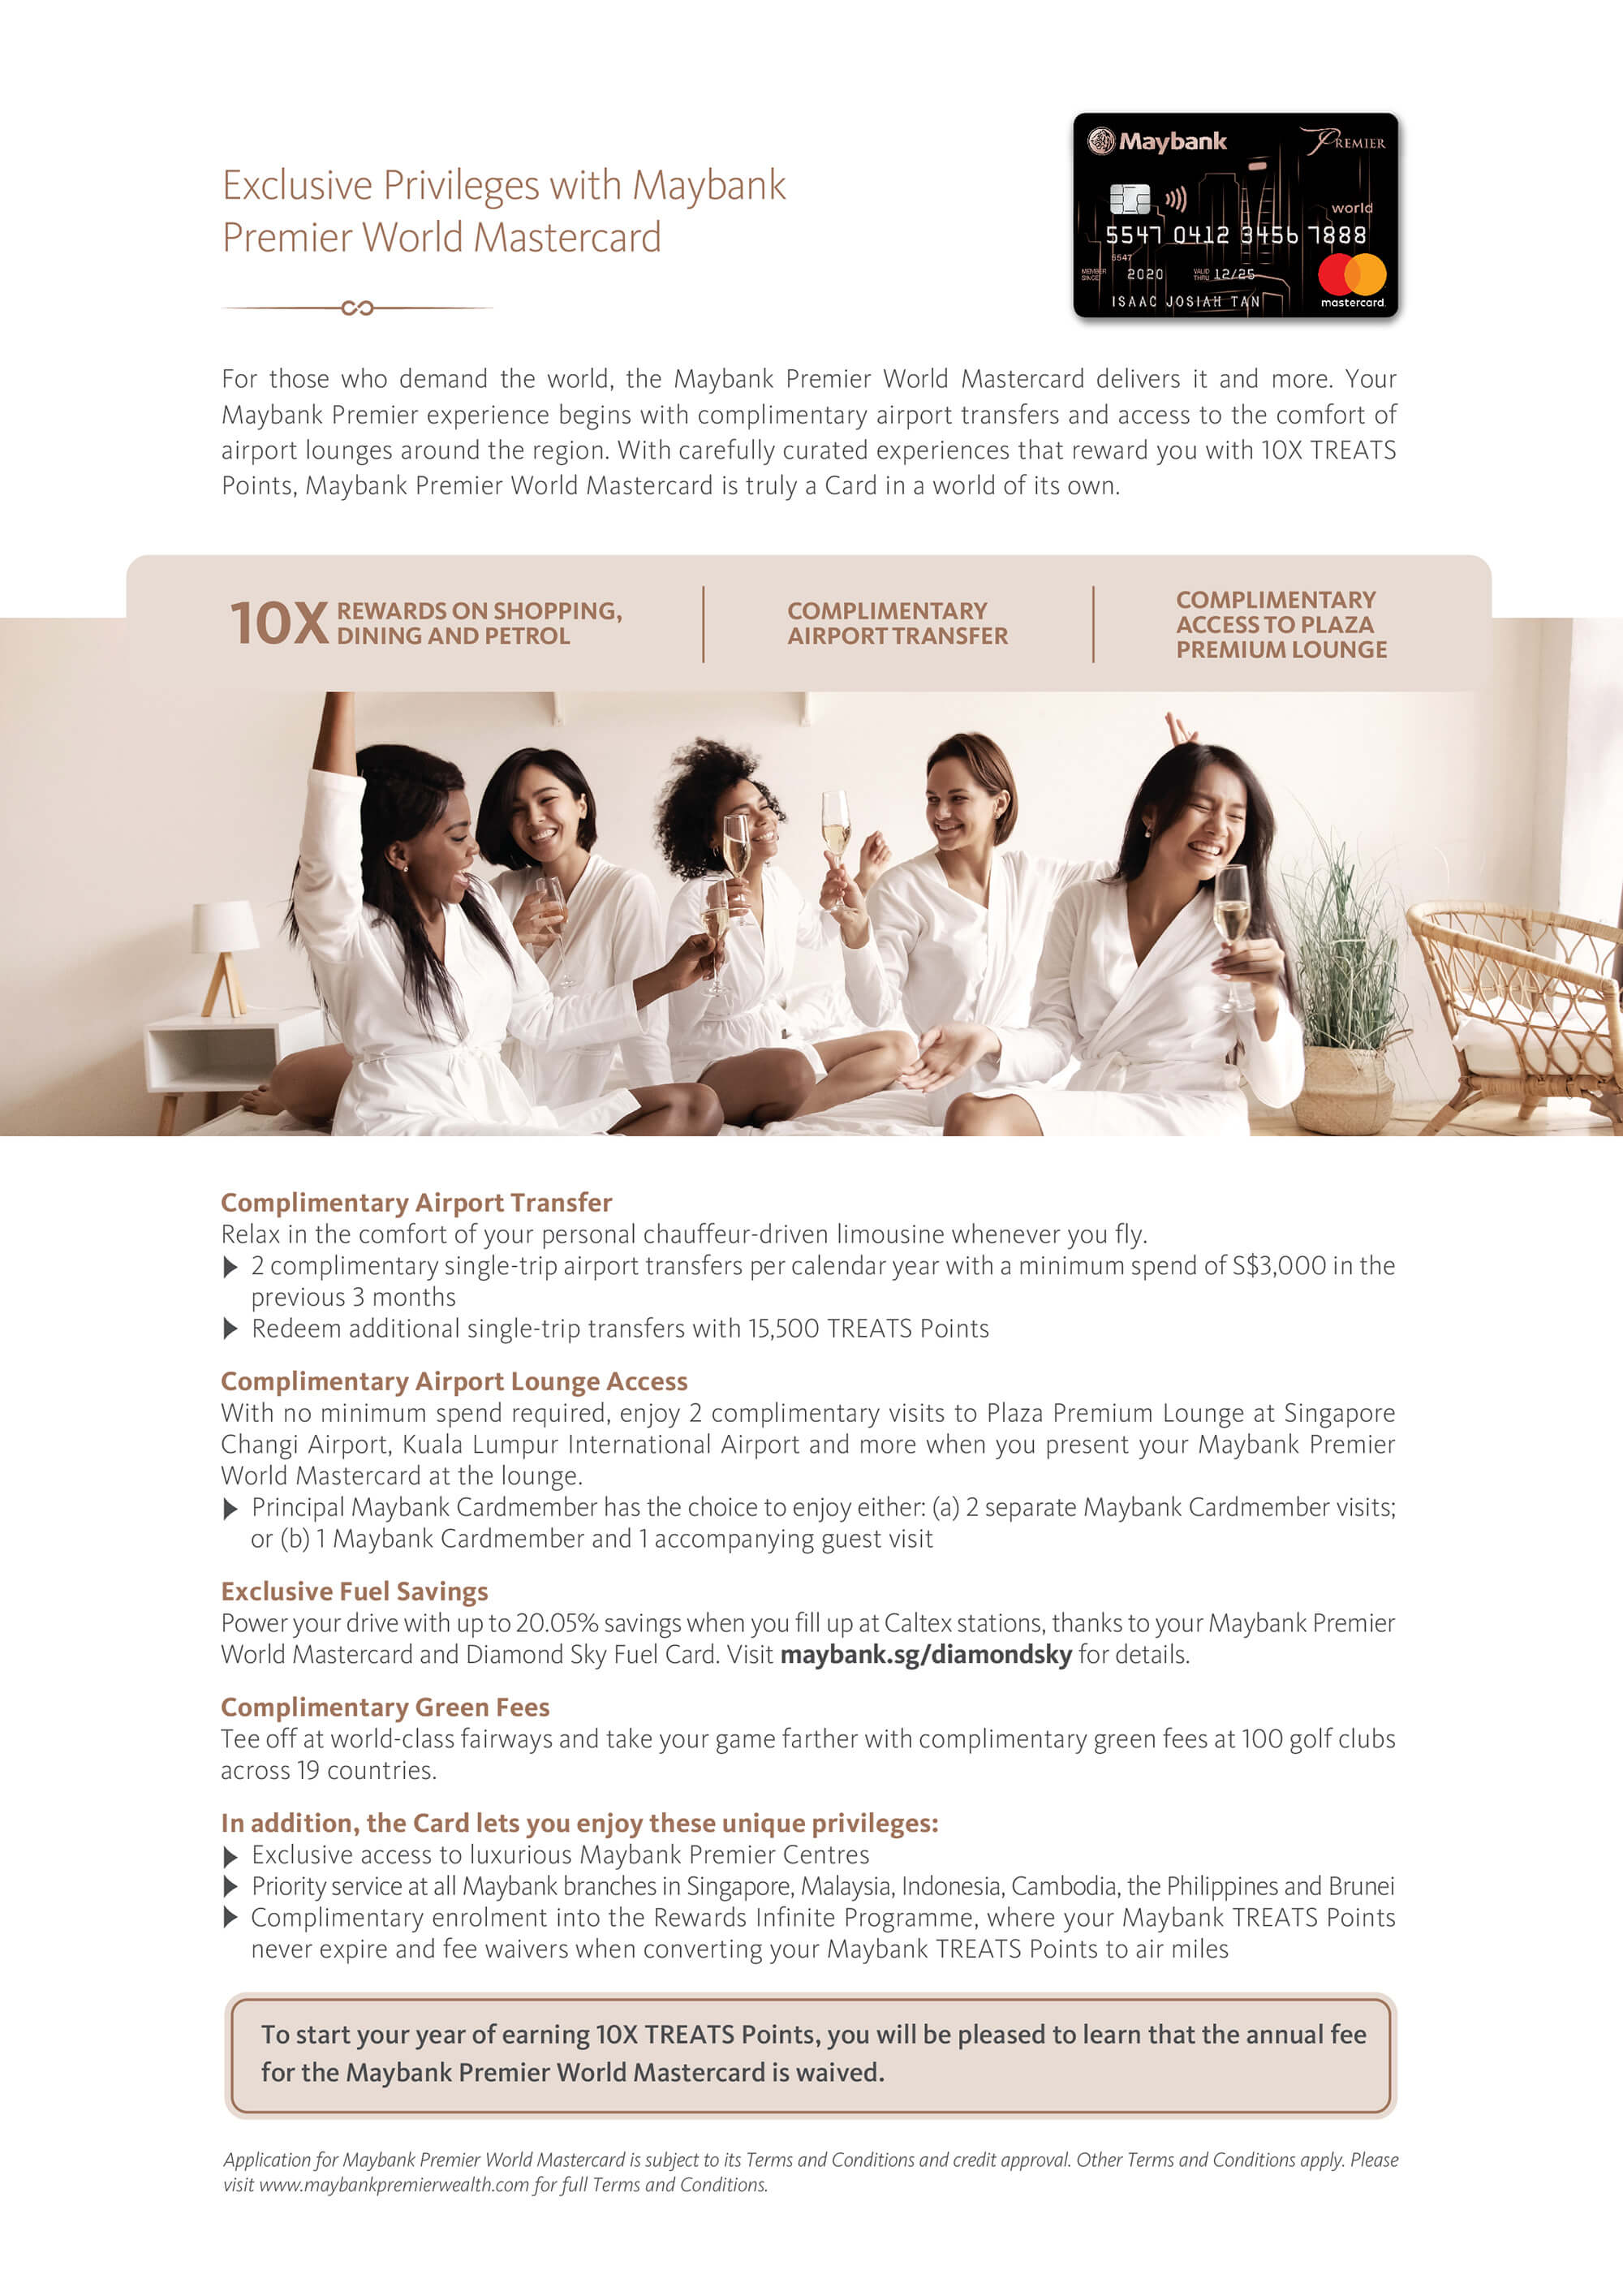 Exclusive Privileges with Maybank
Premier World Mastercard
Maybank
PREMIER
world
5547 0412 3456 7888
5547
MEMBER SINCE 2020 VALID THRU 12/25
ISAAC JOSIAH TAN
mastercard.
For those who demand the world, the Maybank Premier World Mastercard delivers it and more. Your
Maybank Premier experience begins with complimentary airport transfers and access to the comfort of
airport lounges around the region. With carefully curated experiences that reward you with 10X TREATS
Points, Maybank Premier World Mastercard is truly a Card in a world of its own.
10X REWARDS ON SHOPPING,
DINING AND PETROL
COMPLIMENTARY
AIRPORT TRANSFER
COMPLIMENTARY
ACCESS TO PLAZA
PREMIUM LOUNGE
Complimentary Airport Transfer
Relax in the comfort of your personal chauffeur-driven limousine whenever you fly.
▶ 2 complimentary single-trip airport transfers per calendar year with a minimum spend of S$3,000 in the
previous 3 months
▶ Redeem additional single-trip transfers with 15,500 TREATS Points
Complimentary Airport Lounge Access
With no minimum spend required, enjoy 2 complimentary visits to Plaza Premium Lounge at Singapore
Changi Airport, Kuala Lumpur International Airport and more when you present your Maybank Premier
World Mastercard at the lounge.
▶ Principal Maybank Cardmember has the choice to enjoy either: (a) 2 separate Maybank Cardmember visits;
or (b) 1 Maybank Cardmember and 1 accompanying guest visit
Exclusive Fuel Savings
Power your drive with up to 20.05% savings when you fill up at Caltex stations, thanks to your Maybank Premier
World Mastercard and Diamond Sky Fuel Card. Visit maybank.sg/diamondsky for details.
Complimentary Green Fees
Tee off at world-class fairways and take your game farther with complimentary green fees at 100 golf clubs
across 19 countries.
In addition, the Card lets you enjoy these unique privileges:
▶ Exclusive access to luxurious Maybank Premier Centres
▶ Priority service at all Maybank branches in Singapore, Malaysia, Indonesia, Cambodia, the Philippines and Brunei
▶ Complimentary enrolment into the Rewards Infinite Programme, where your Maybank TREATS Points
never expire and fee waivers when converting your Maybank TREATS Points to air miles
To start your year of earning 10X TREATS Points, you will be pleased to learn that the annual fee
for the Maybank Premier World Mastercard is waived.
Application for Maybank Premier World Mastercard is subject to its Terms and Conditions and credit approval. Other Terms and Conditions apply. Please
visit www.maybankpremierwealth.com for full Terms and Conditions.